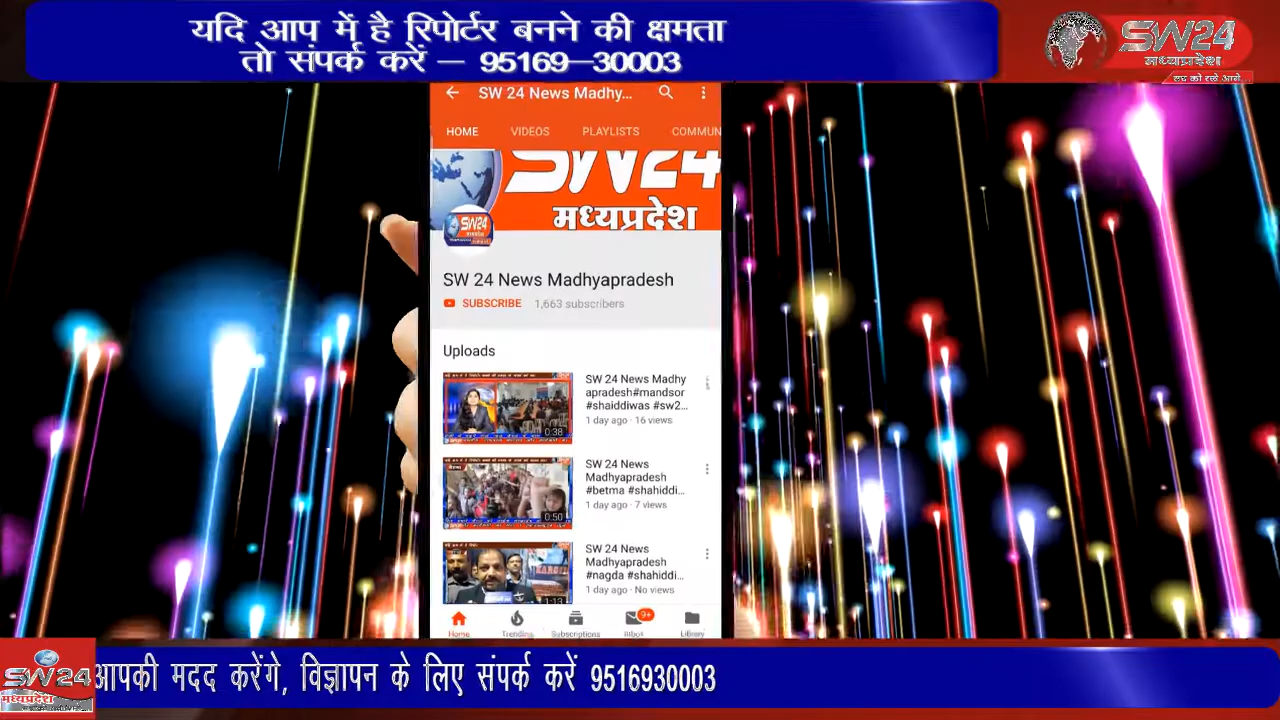 यदि आप में है रिपोर्टर बनने की क्षमता
तो संपर्क करें – 95169–30003
SW24
मध्यप्रदेश
SW 24 News Madhy...
HOME VIDEOS PLAYLISTS COMMUN
SW24
मध्यप्रदेश
SW24
SW 24 News Madhyapradesh
SUBSCRIBE 1,663 subscribers
Uploads
SW 24 News Madhy
apradesh#mandsor
#shaiddiwas #sw2...
1 day ago · 16 views
0:38
SW 24 News
Madhyapradesh
#betma #shahiddi...
1 day ago · 7 views
0:50
SW 24 News
Madhyapradesh
#nagda #shahiddi...
1 day ago · No views
1:13
9+
Home Trending Subscriptions Inbox Library
SW24
मध्यप्रदेश
आपकी मदद करेंगे, विज्ञापन के लिए संपर्क करें 9516930003